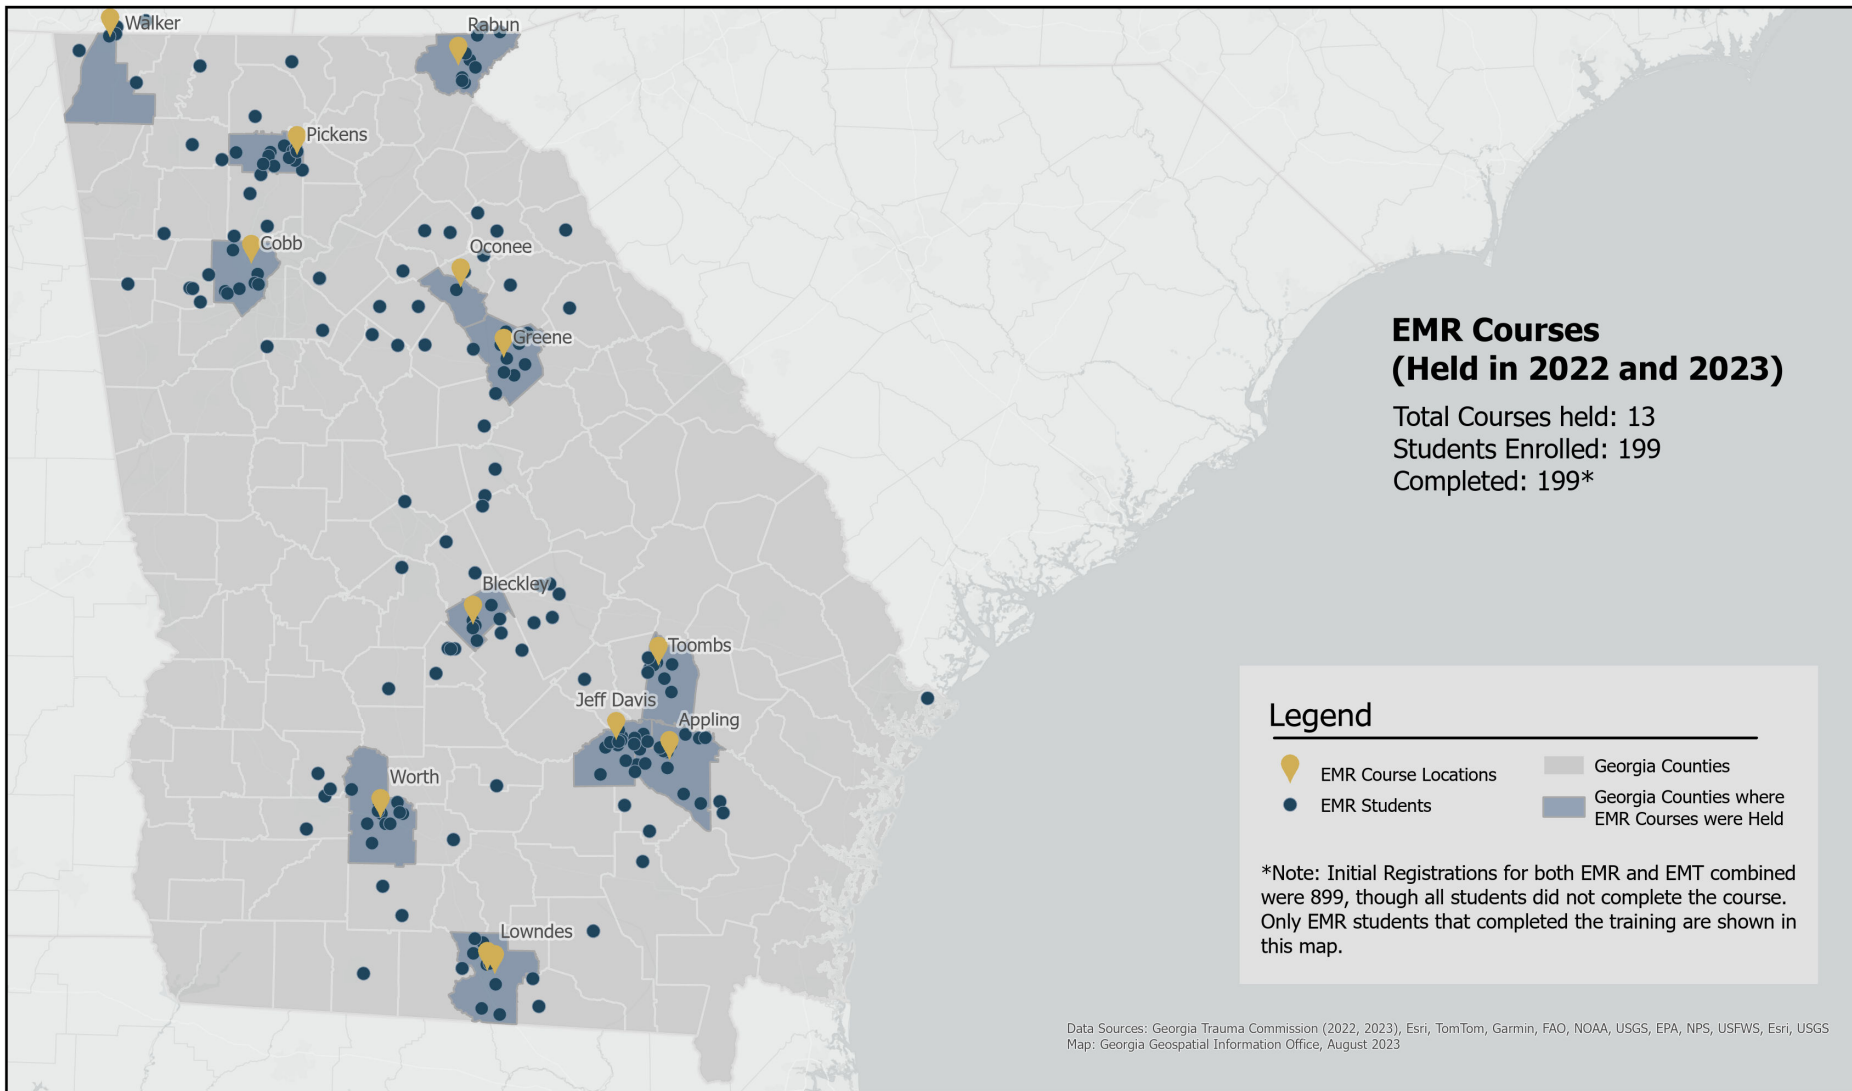 Walker
Rabun
Pickens
Cobb
Oconee
Greene
EMR Courses
(Held in 2022 and 2023)
Total Courses held: 13
Students Enrolled: 199
Completed: 199*
Bleckley
Toombs
Jeff Davis
Appling
Worth
Lowndes
Legend
EMR Course Locations
EMR Students
Georgia Counties
Georgia Counties where
EMR Courses were Held
*Note: Initial Registrations for both EMR and EMT combined
were 899, though all students did not complete the course.
Only EMR students that completed the training are shown in
this map.
Data Sources: Georgia Trauma Commission (2022, 2023), Esri, TomTom, Garmin, FAO, NOAA, USGS, EPA, NPS, USFWS, Esri, USGS
Map: Georgia Geospatial Information Office, August 2023